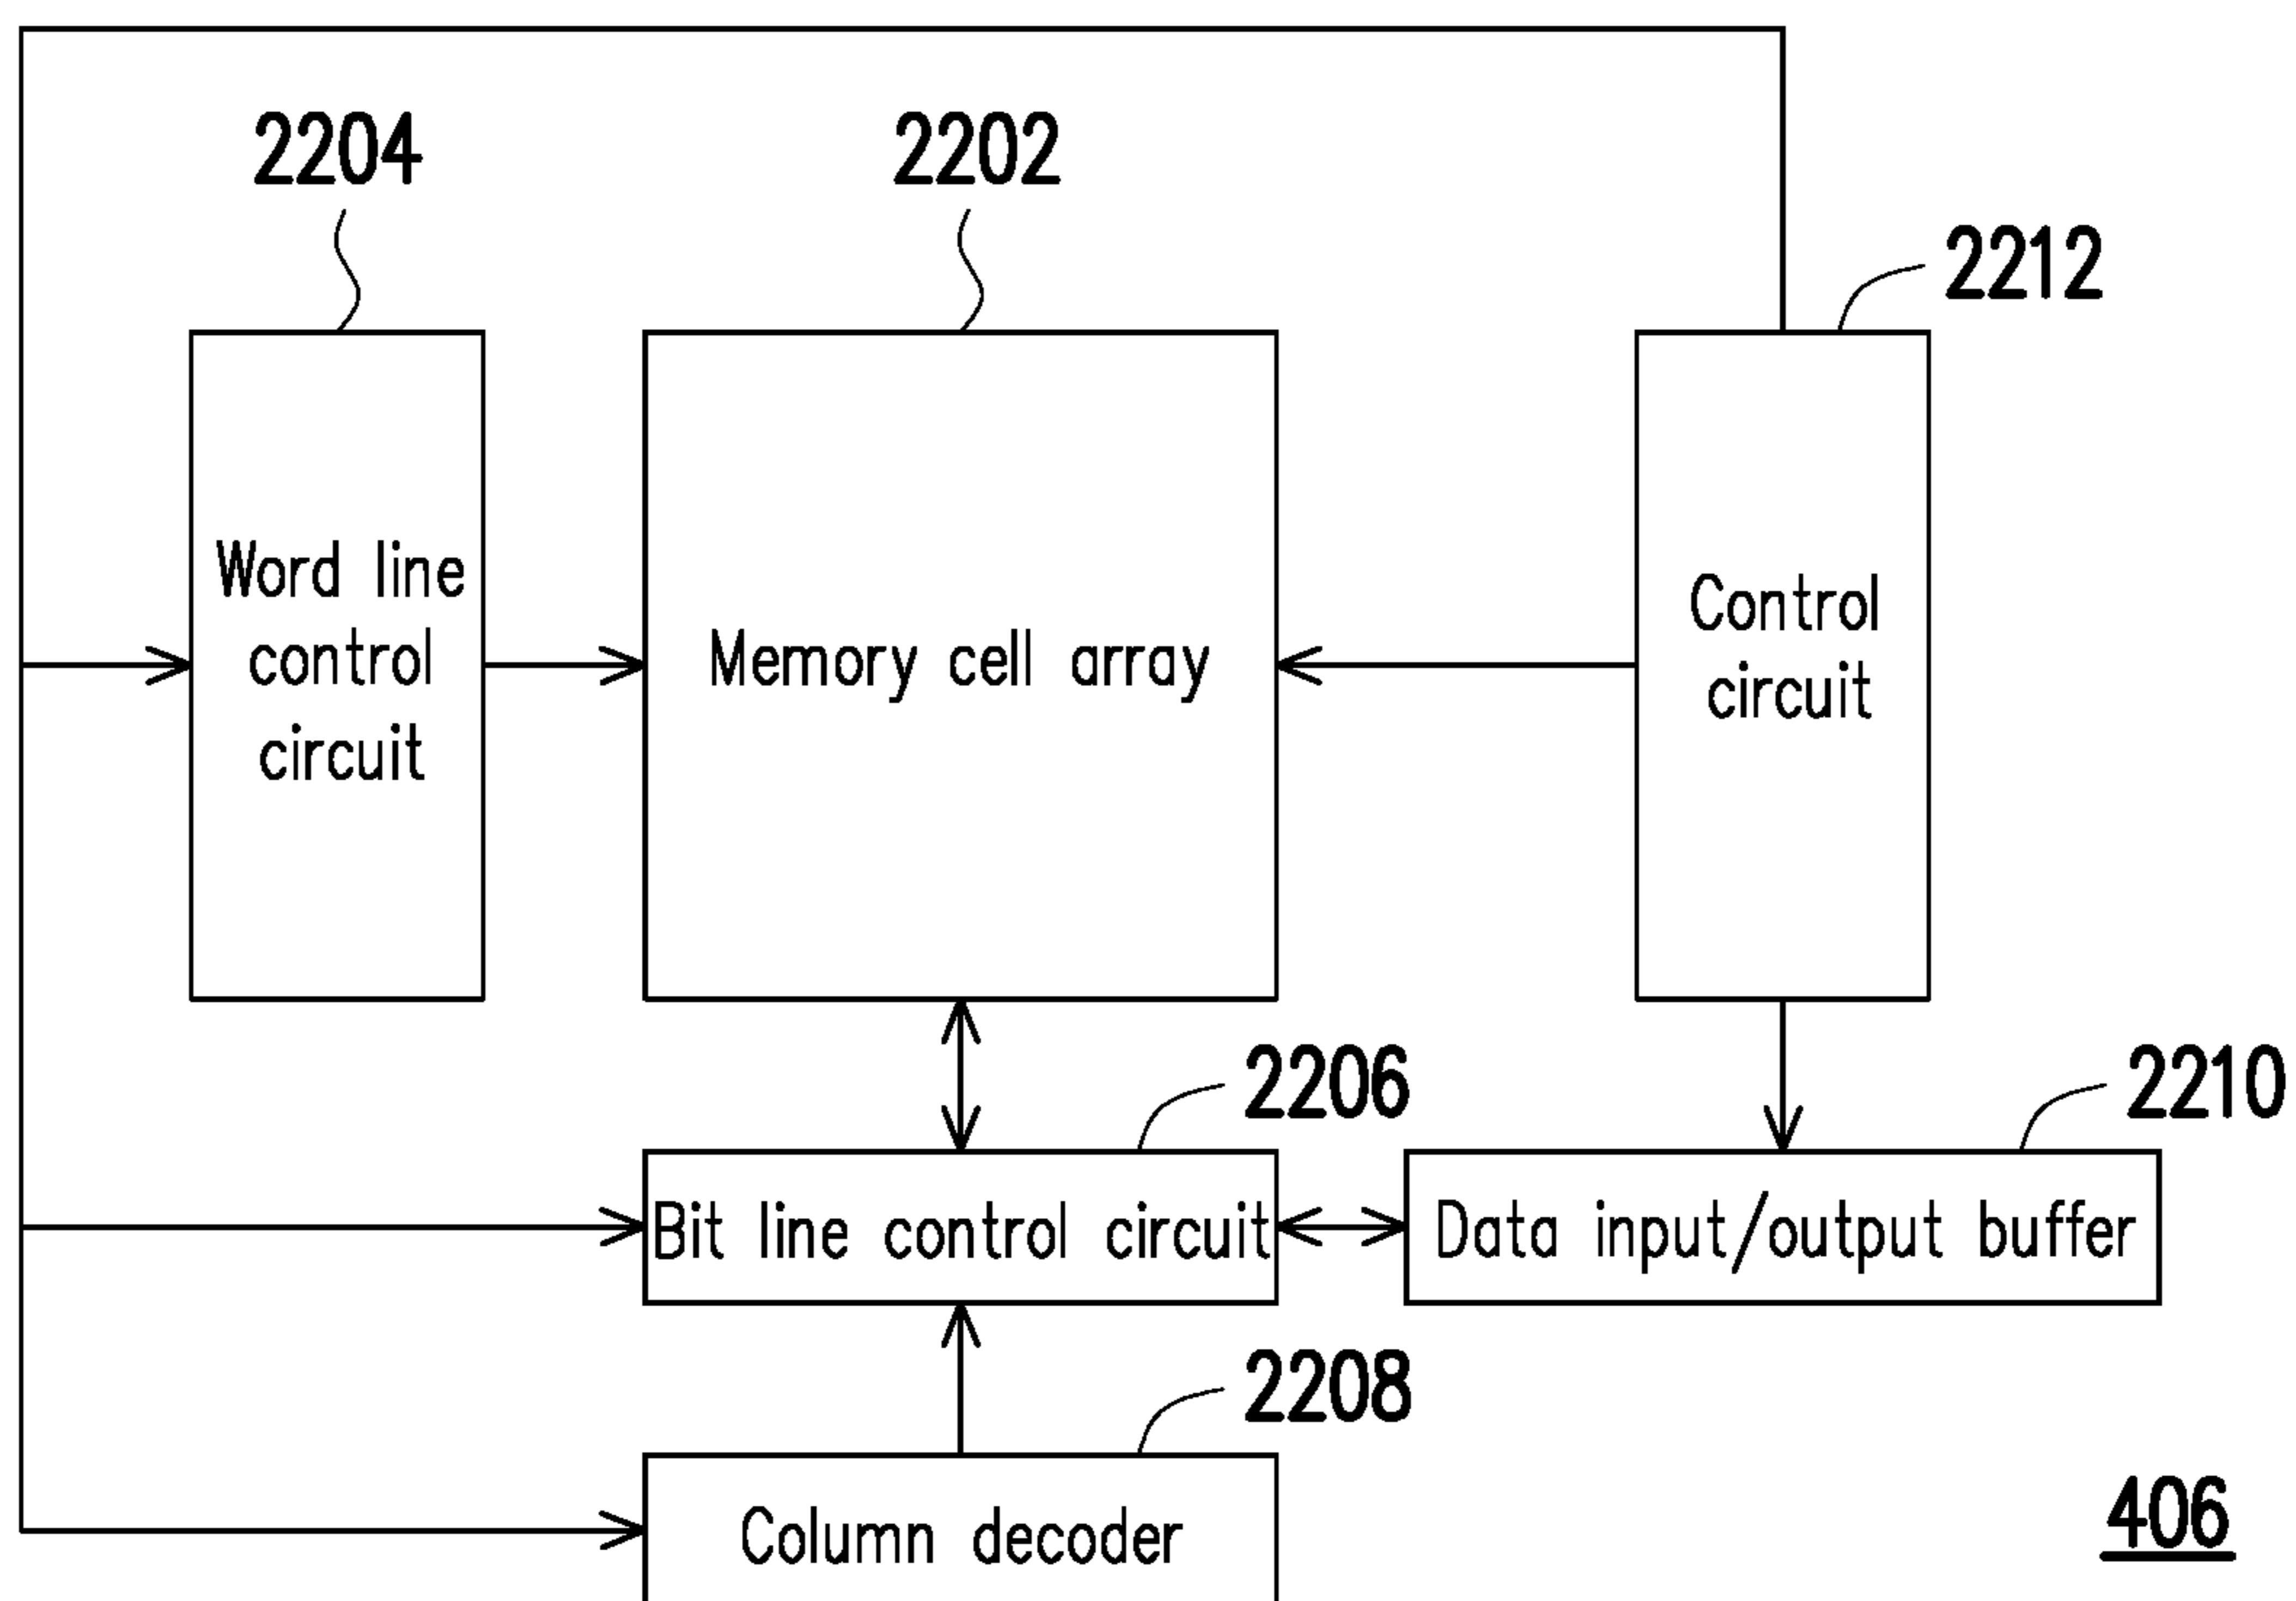 2204
2202
2212
Word line
control
circuit
Memory cell array
Control
circuit
2206
2210
Bit line control circuit
Data input/output buffer
2208
Column decoder
406